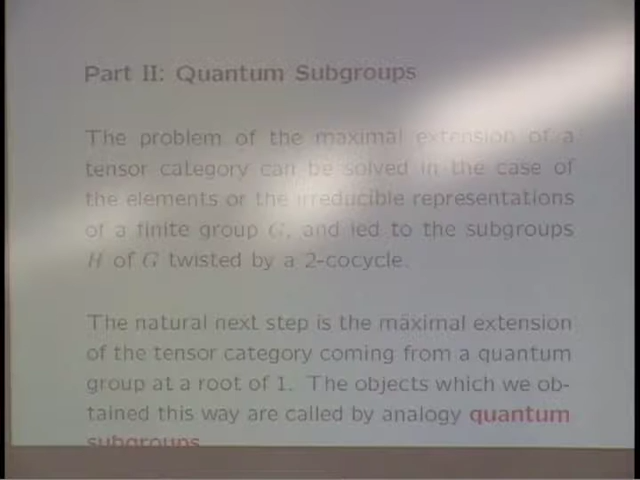 Part II: Quantum Subgroups
The problem of the maximal extension of a
tensor category can be solved in the case of
the elements or the irreducible representations
of a finite group G, and led to the subgroups
H of G twisted by a 2-cocycle.
The natural next step is the maximal extension
of the tensor category coming from a quantum
group at a root of 1. The objects which we ob-
tained this way are called by analogy quantum
subgroups